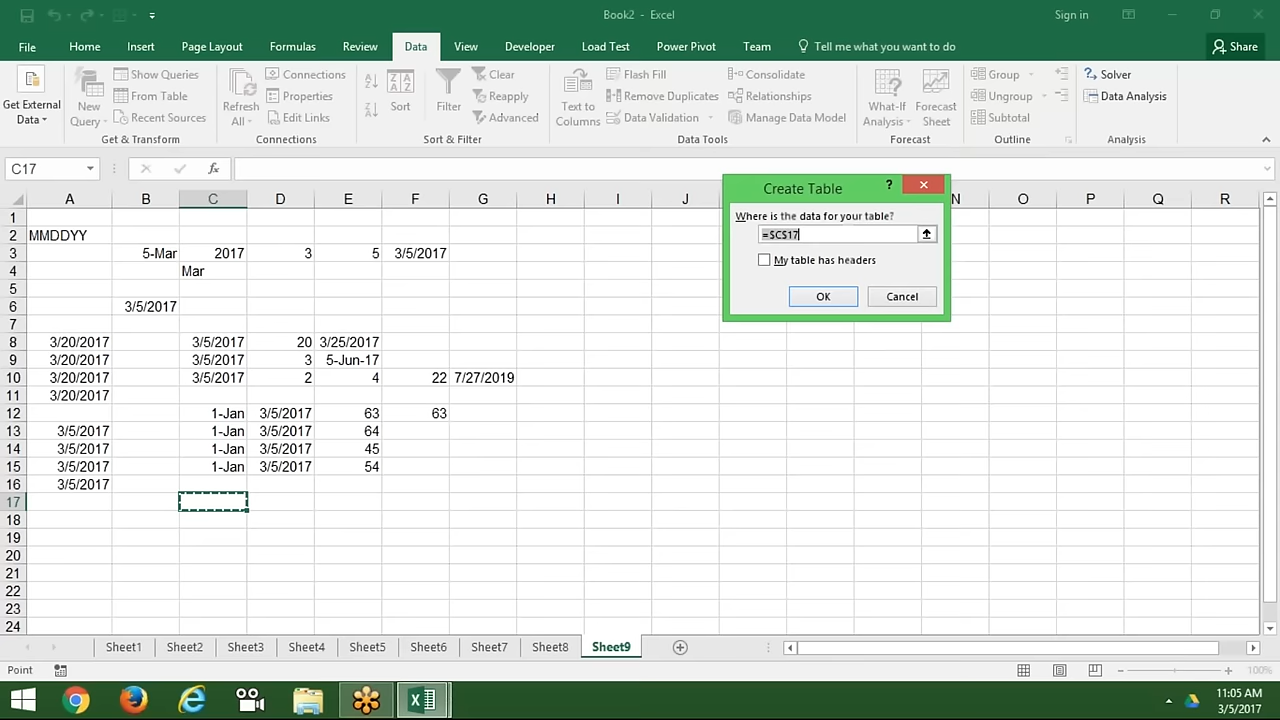 Book2 - Excel
Sign in
File Home Insert Page Layout Formulas Review Data View Developer Load Test Power Pivot Team Tell me what you want to do Share
Get External Data
New Query
Show Queries
From Table
Recent Sources
Get & Transform
Refresh All
Connections
Properties
Edit Links
Connections
Sort
Filter
Clear
Reapply
Advanced
Sort & Filter
Text to Columns
Flash Fill
Remove Duplicates
Data Validation
Consolidate
Relationships
Manage Data Model
Data Tools
What-If Analysis
Forecast Sheet
Forecast
Group
Ungroup
Subtotal
Outline
Solver
Data Analysis
Analysis
C17
fx
A B C D E F G H I J N O P Q R
1
2 MMDDYY
3 5-Mar 2017 3 5 3/5/2017
4 Mar
5
6 3/5/2017
7
8 3/20/2017 3/5/2017 20 3/25/2017
9 3/20/2017 3/5/2017 3 5-Jun-17
10 3/20/2017 3/5/2017 2 4 22 7/27/2019
11 3/20/2017
12 1-Jan 3/5/2017 63 63
13 3/5/2017 1-Jan 3/5/2017 64
14 3/5/2017 1-Jan 3/5/2017 45
15 3/5/2017 1-Jan 3/5/2017 54
16 3/5/2017
17
18
19
20
21
22
23
24
Create Table
?
Where is the data for your table?
=$C$17
My table has headers
OK Cancel
Sheet1 Sheet2 Sheet3 Sheet4 Sheet5 Sheet6 Sheet7 Sheet8 Sheet9
Point
100%
11:05 AM
3/5/2017